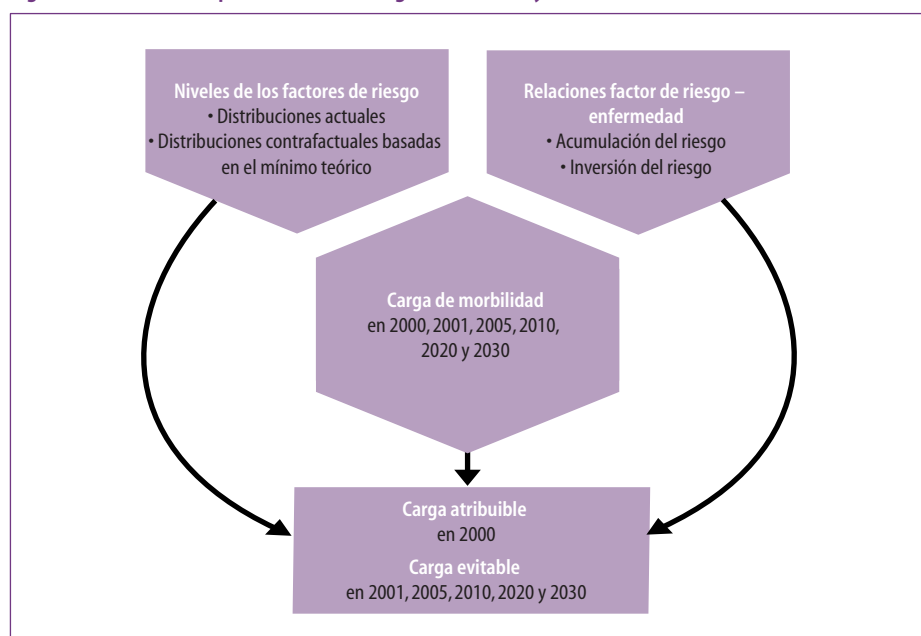 Niveles de los factores de riesgo
• Distribuciones actuales
• Distribuciones contrafactuales basadas
en el mínimo teórico
Relaciones factor de riesgo –
enfermedad
• Acumulación del riesgo
• Inversión del riesgo
Carga de morbilidad
en 2000, 2001, 2005, 2010,
2020 y 2030
Carga atribuible
en 2000
Carga evitable
en 2001, 2005, 2010, 2020 y 2030